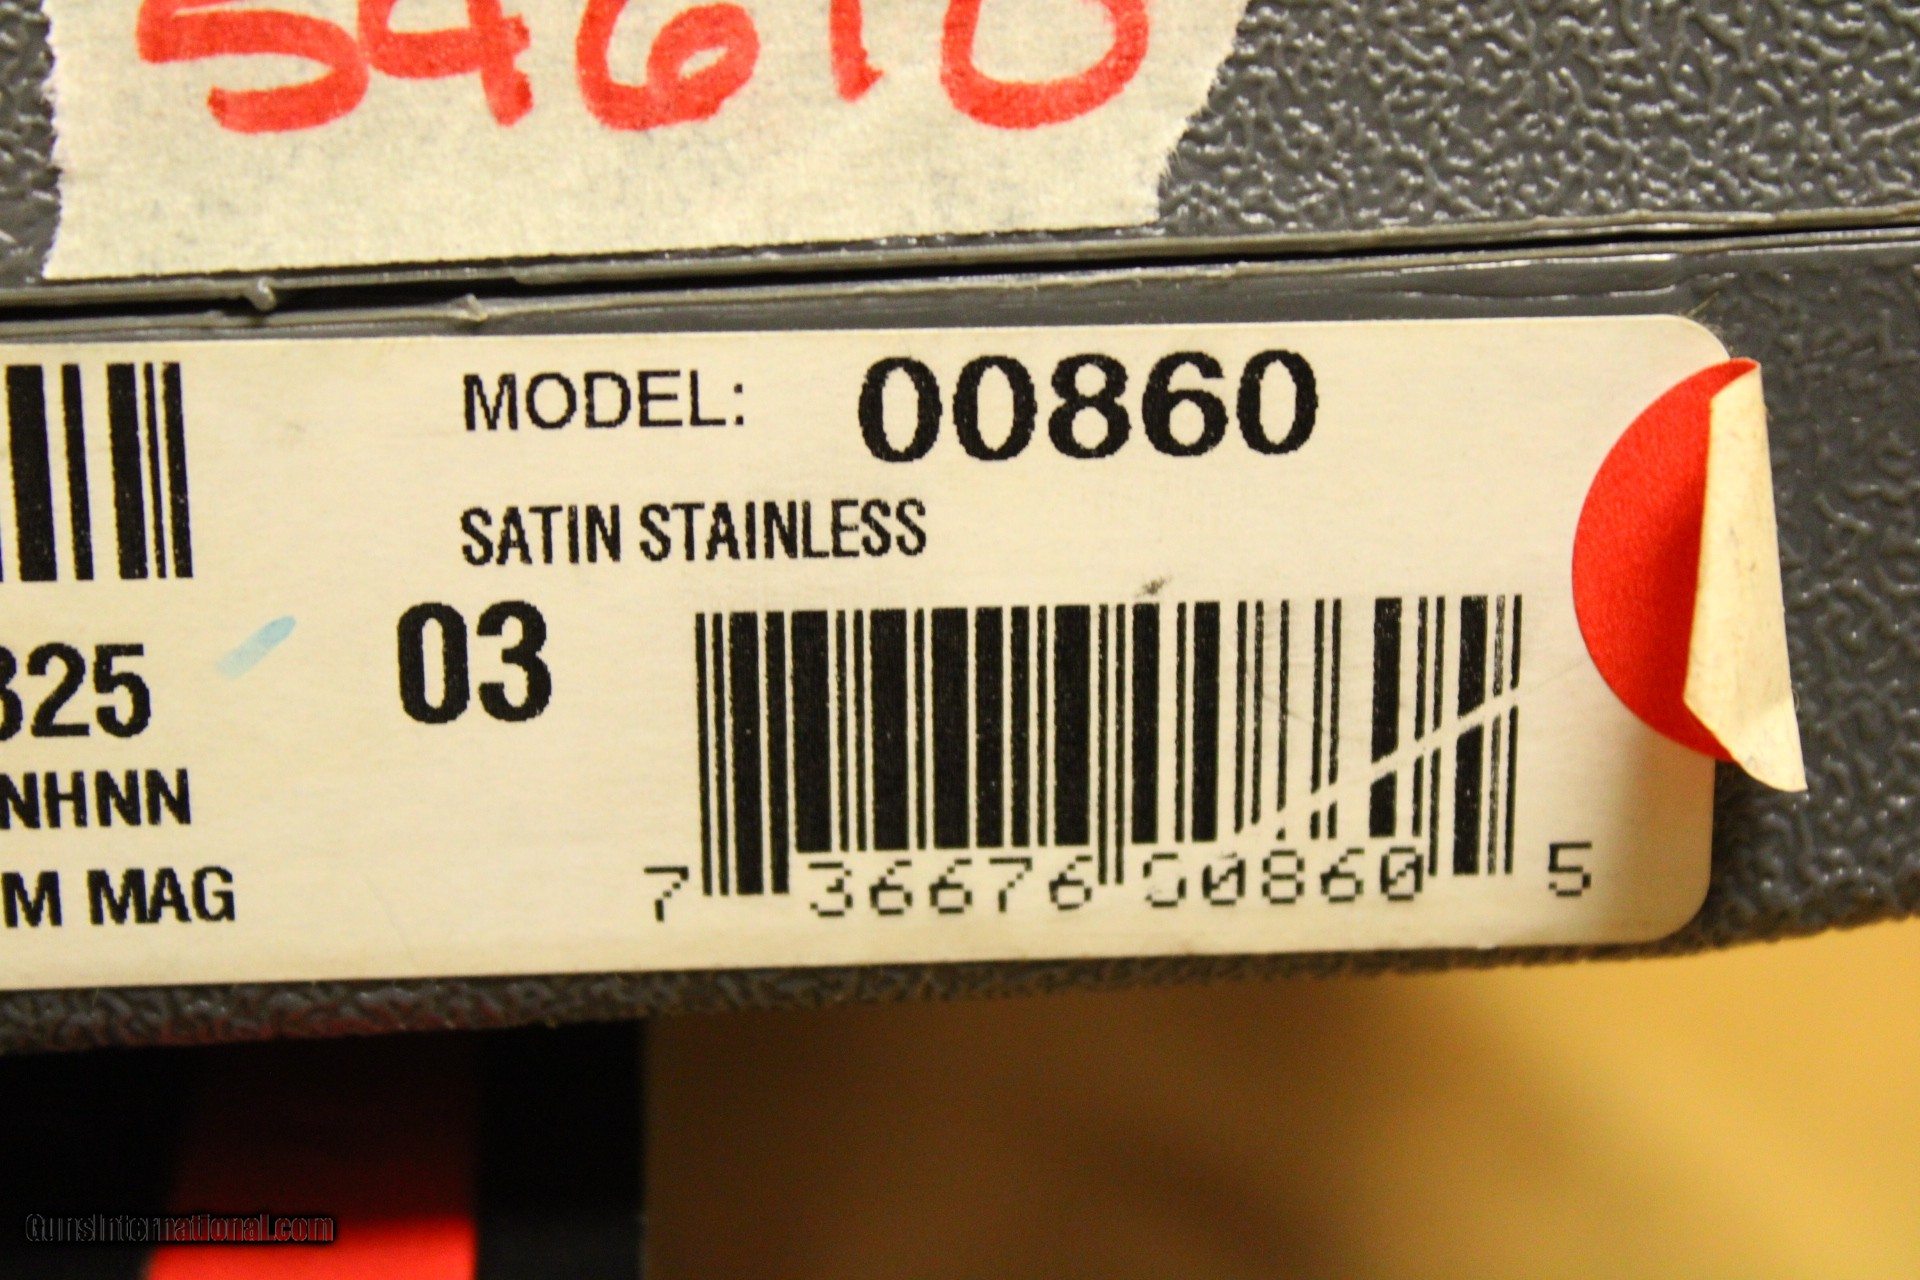 54610
MODEL: 00860
SATIN STAINLESS
325 03
NHNN
M MAG
7 36676 00860 5
GunsInternational.com